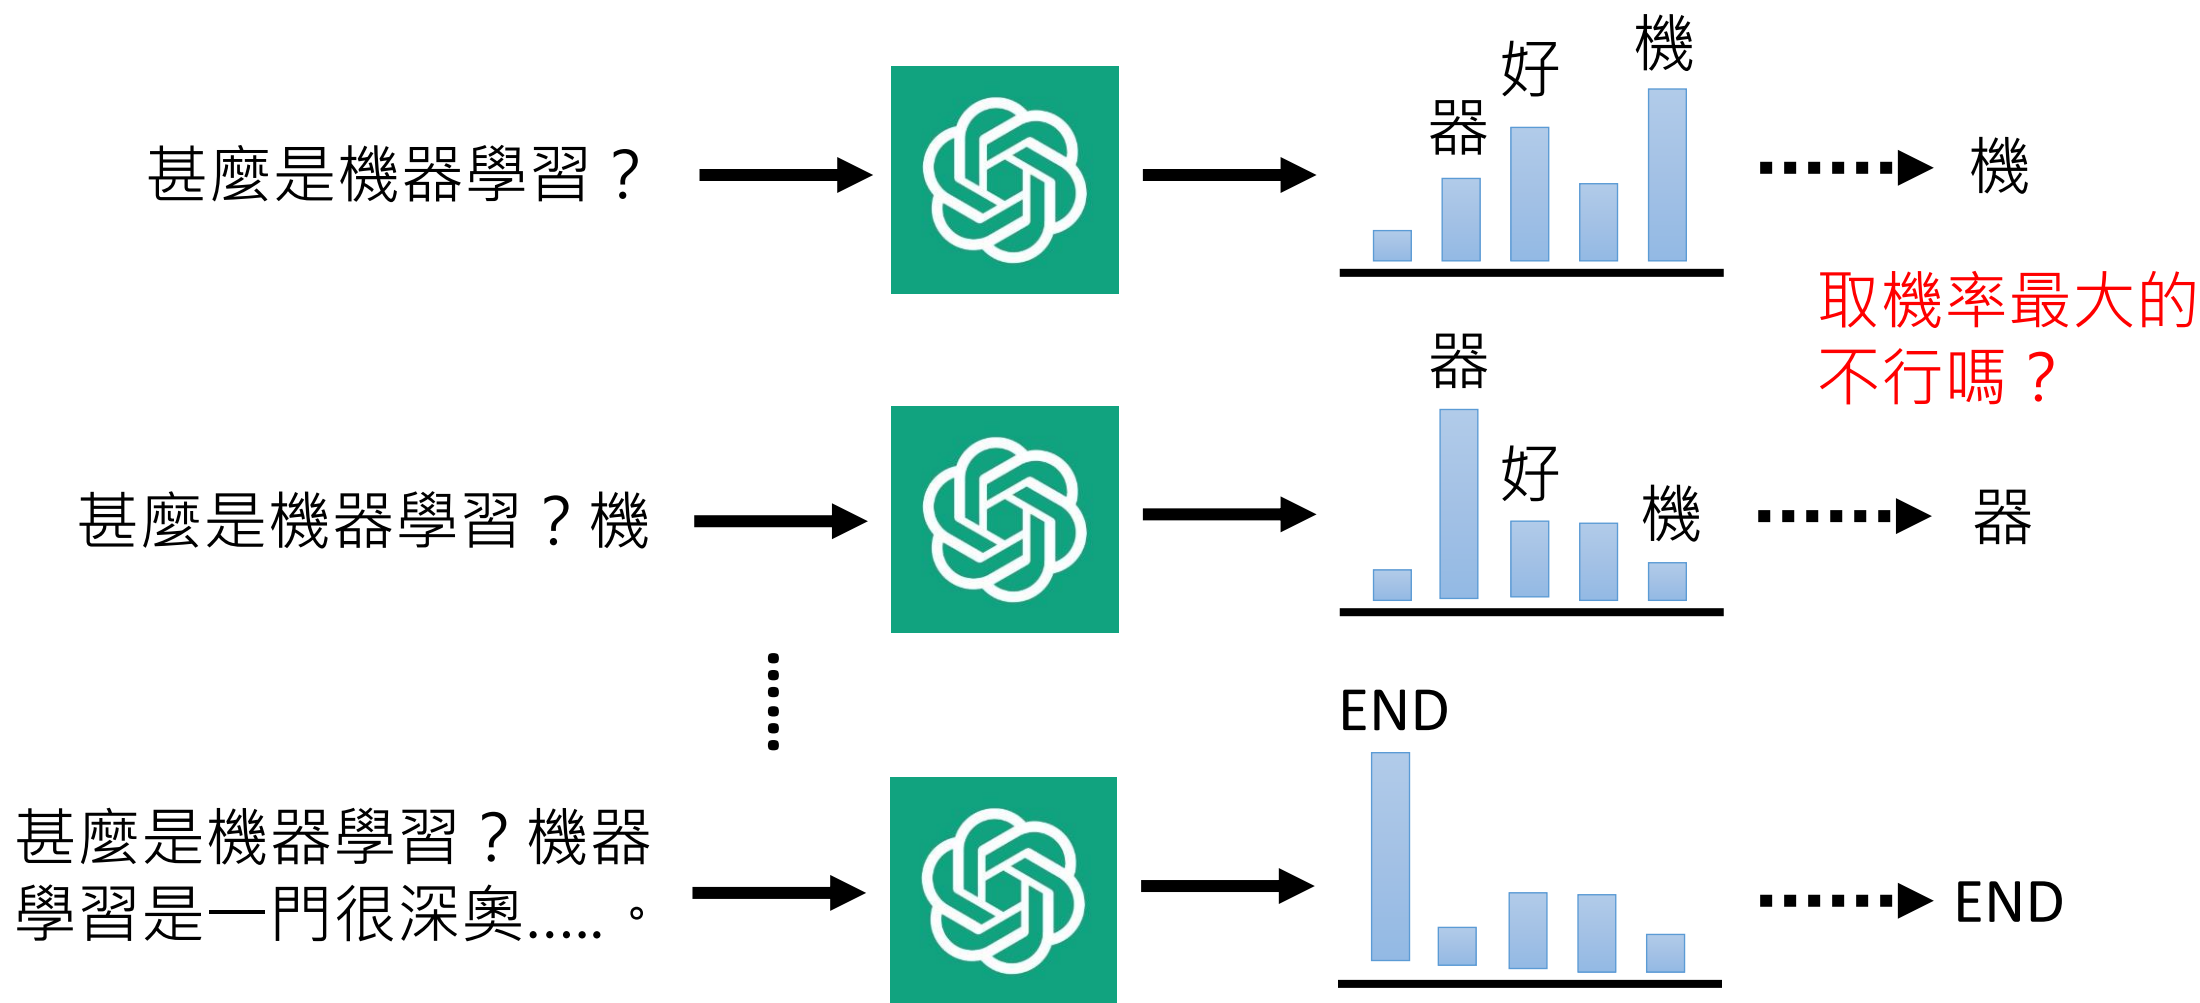 甚麼是機器學習？
器
好
機
機
取機率最大的
不行嗎？
甚麼是機器學習？機
器
好
機
器
甚麼是機器學習？機器
學習是一門很深奧.....。
END
END